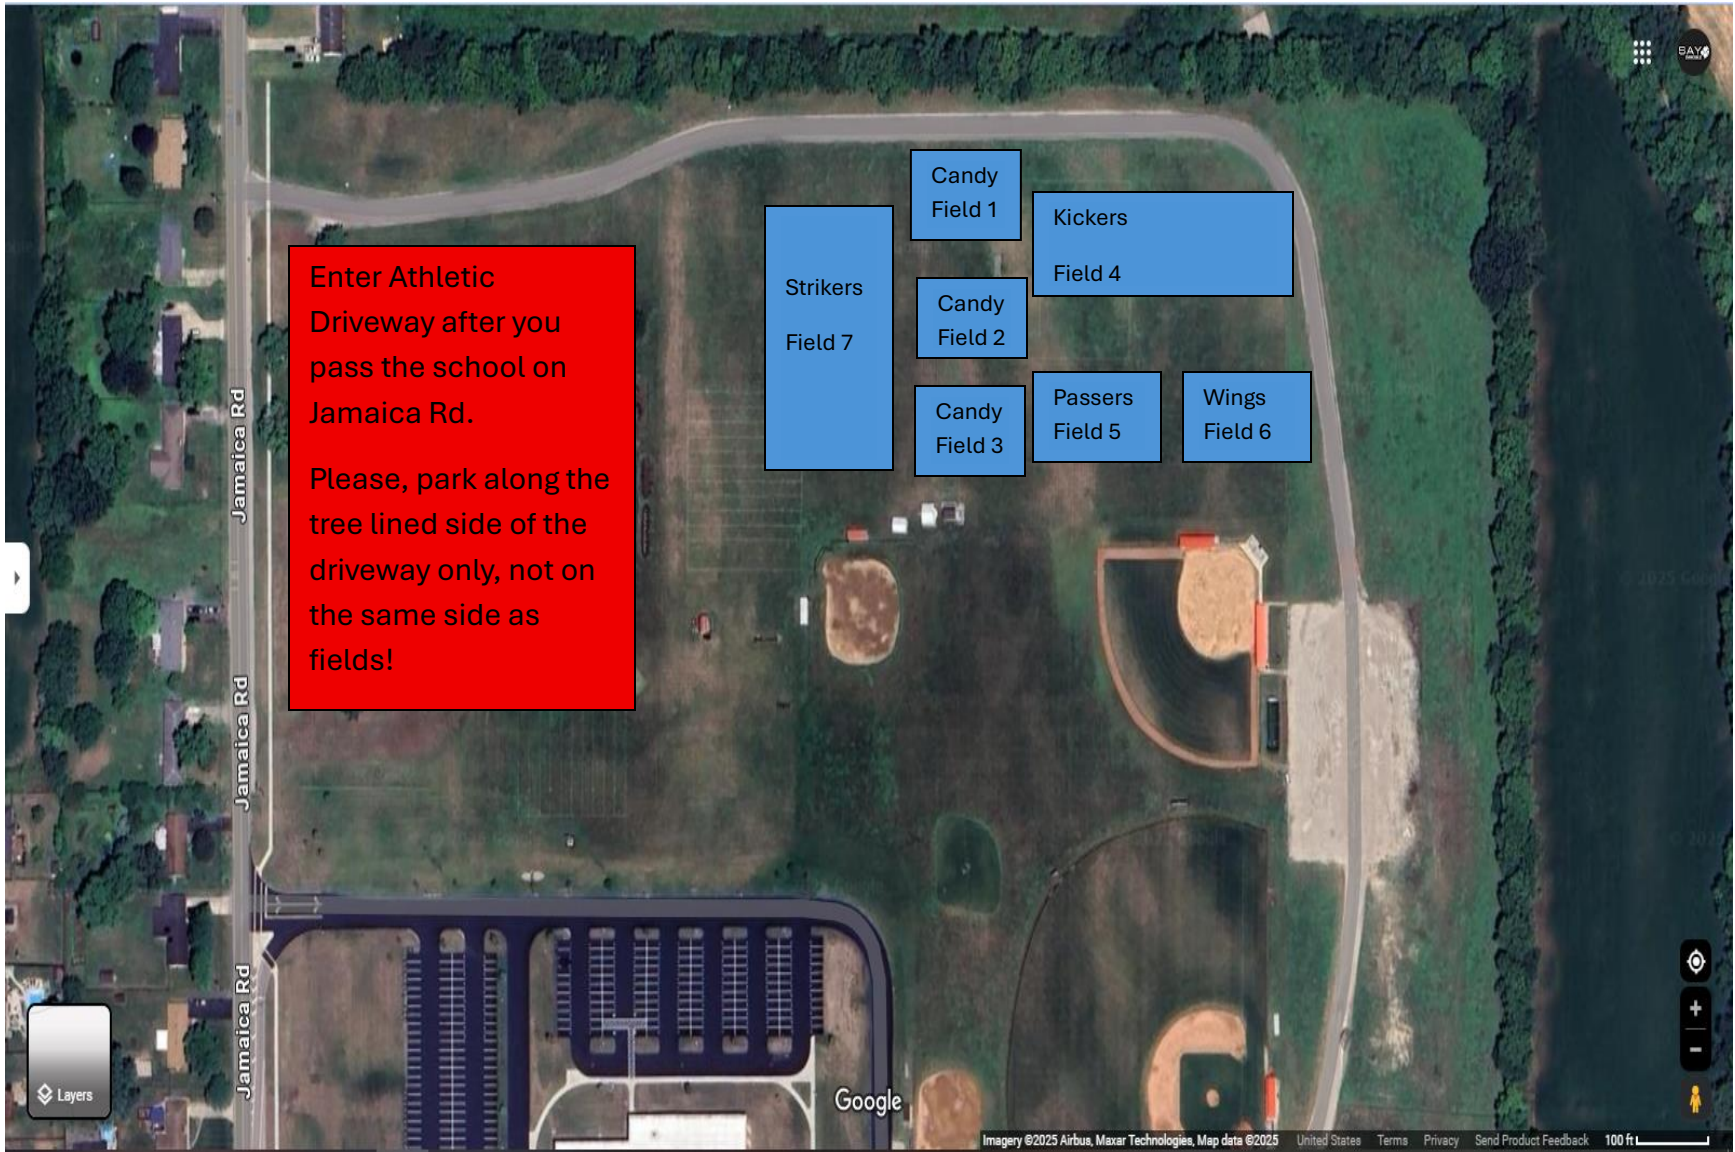 BAY
Candy
Field 1
Kickers
Field 4
Strikers
Field 7
Candy
Field 2
Candy
Field 3
Passers
Field 5
Wings
Field 6
Enter Athletic
Driveway after you
pass the school on
Jamaica Rd.
Please, park along the
tree lined side of the
driveway only, not on
the same side as
fields!
Jamaica Rd
Jamaica Rd
Jamaica Rd
Layers
Google
Imagery ©2025 Airbus, Maxar Technologies, Map data ©2025 United States Terms Privacy Send Product Feedback 100 ft